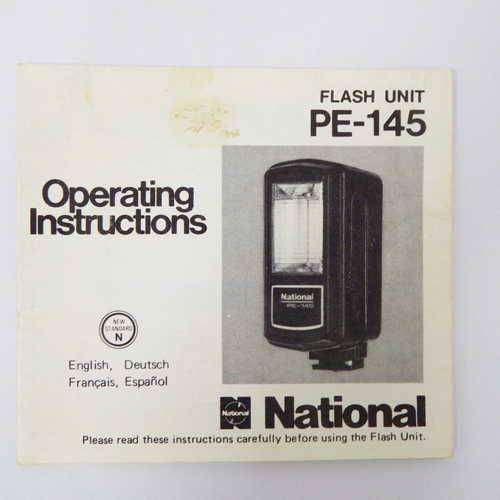 FLASH UNIT
PE-145
Operating
Instructions
National
PE-145
NEW
STANDARD
N
English, Deutsch
Français, Español
National
National
Please read these instructions carefully before using the Flash Unit.